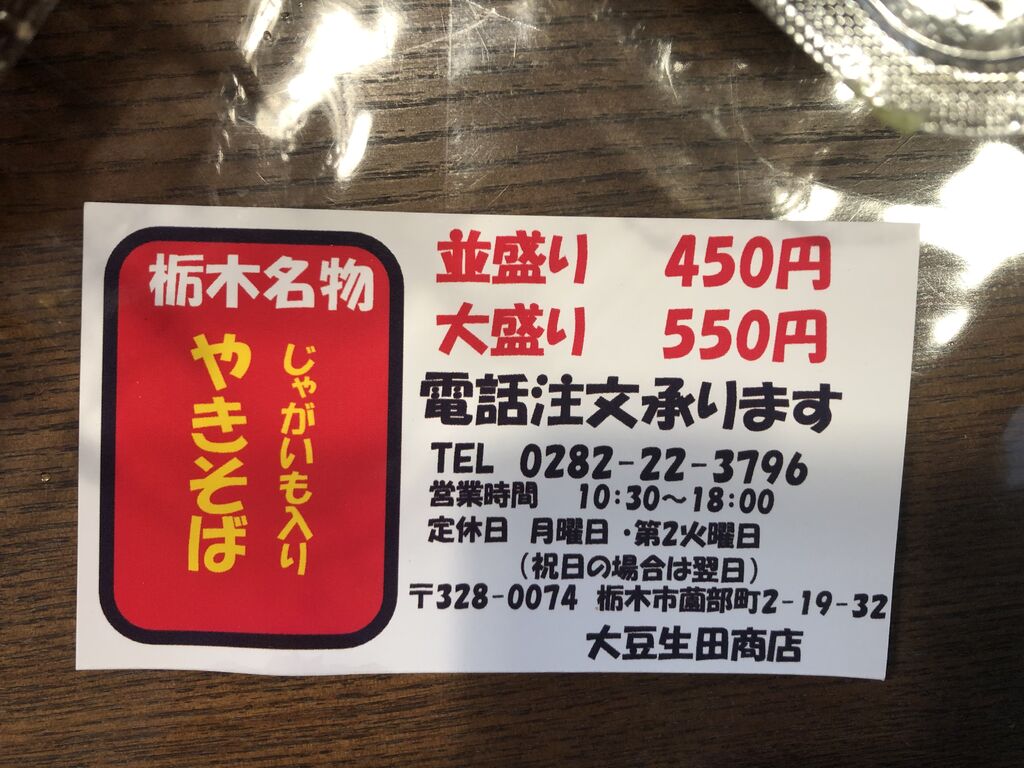 栃木名物
じゃがいも入り
やきそば
並盛り 450円
大盛り 550円
電話注文承ります
TEL 0282-22-3796
営業時間 10:30～18:00
定休日 月曜日・第2火曜日
(祝日の場合は翌日)
〒328-0074 栃木市薗部町2-19-32
大豆生田商店